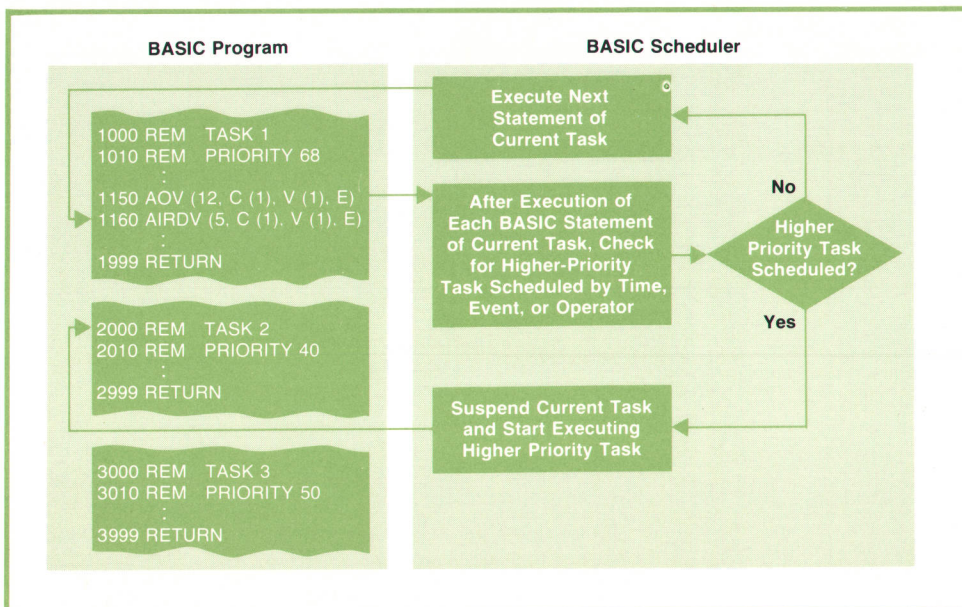 BASIC Program
1000 REM TASK 1
1010 REM PRIORITY 68
:
1150 AOV (12, C (1), V (1), E)
1160 AIRDV (5, C (1), V (1), E)
:
1999 RETURN
2000 REM TASK 2
2010 REM PRIORITY 40
:
2999 RETURN
3000 REM TASK 3
3010 REM PRIORITY 50
:
3999 RETURN
BASIC Scheduler
Execute Next
Statement of
Current Task
After Execution of
Each BASIC Statement
of Current Task, Check
for Higher-Priority
Task Scheduled by Time,
Event, or Operator
No
Higher
Priority Task
Scheduled?
Yes
Suspend Current Task
and Start Executing
Higher Priority Task